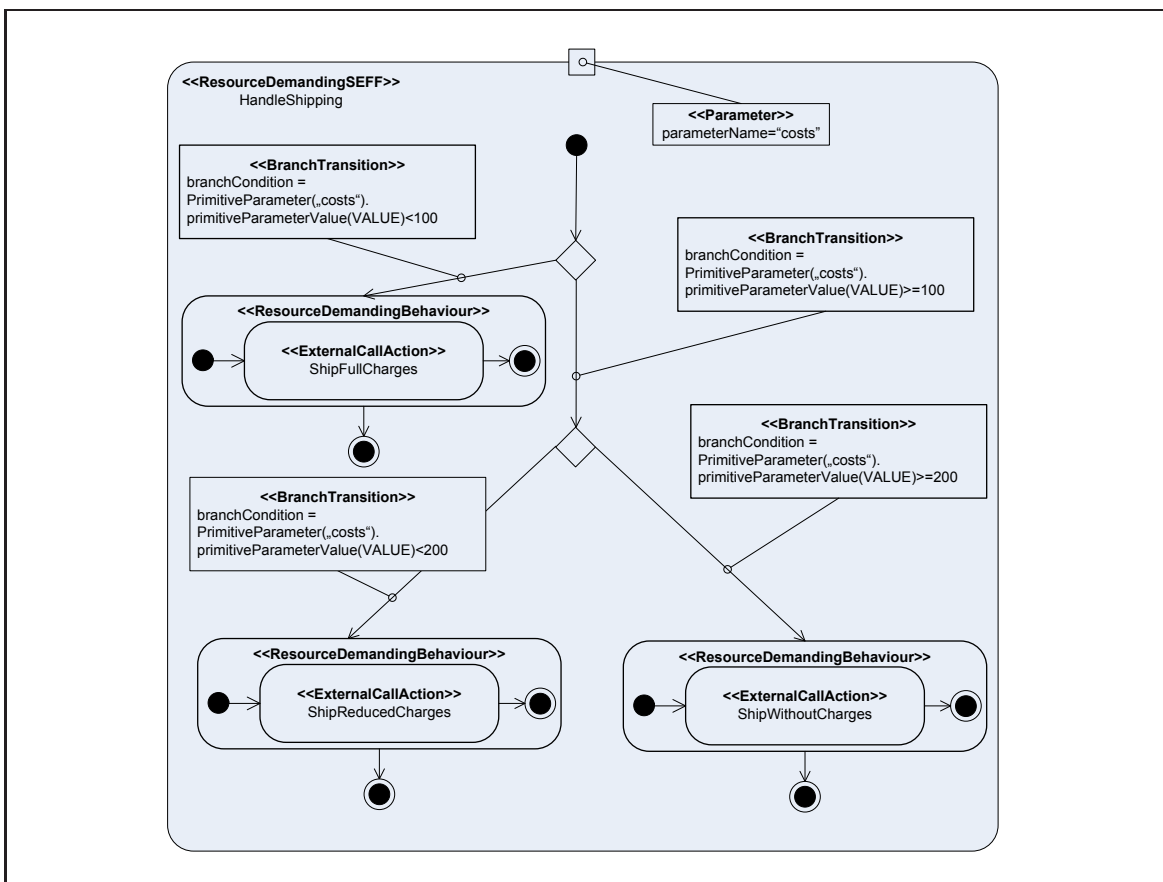 <<ResourceDemandingSEFF>>
HandleShipping
<<Parameter>>
parameterName=“costs”
<<BranchTransition>>
branchCondition =
PrimitiveParameter(„costs“).
primitiveParameterValue(VALUE)<100
<<BranchTransition>>
branchCondition =
PrimitiveParameter(„costs“).
primitiveParameterValue(VALUE)>=100
<<ResourceDemandingBehaviour>>
<<ExternalCallAction>>
ShipFullCharges
<<BranchTransition>>
branchCondition =
PrimitiveParameter(„costs“).
primitiveParameterValue(VALUE)>=200
<<BranchTransition>>
branchCondition =
PrimitiveParameter(„costs“).
primitiveParameterValue(VALUE)<200
<<ResourceDemandingBehaviour>>
<<ExternalCallAction>>
ShipReducedCharges
<<ResourceDemandingBehaviour>>
<<ExternalCallAction>>
ShipWithoutCharges